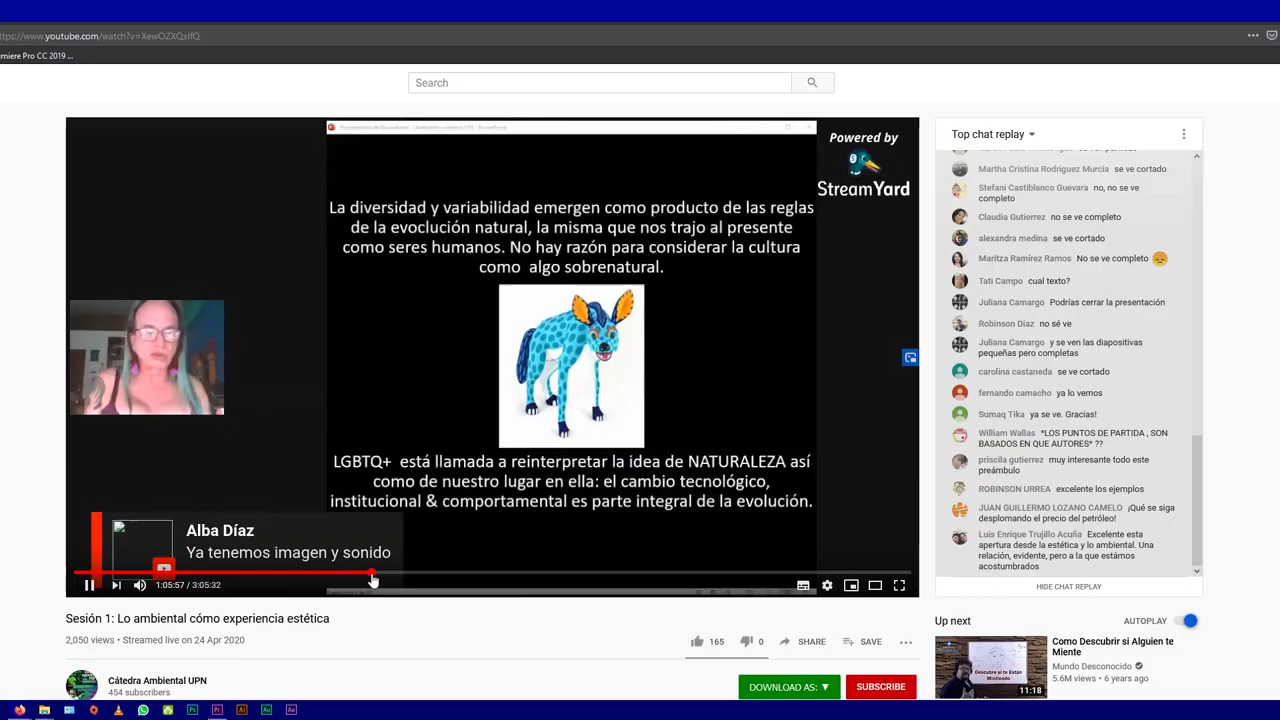 https://www.youtube.com/watch?v=XewOZXQxIfQ
emiere Pro CC 2019 ...
Search
Powered by
StreamYard
La diversidad y variabilidad emergen como producto de las reglas
de la evoclución natural, la misma que nos trajo al presente
como seres humanos. No hay razón para considerar la cultura
como algo sobrenatural.
LGBTQ+ está llamada a reinterpretar la idea de NATURALEZA así
como de nuestro lugar en ella: el cambio tecnológico,
institucional & comportamental es parte integral de la evolución.
Alba Díaz
Ya tenemos imagen y sonido
1:05:57 / 3:05:32
Sesión 1: Lo ambiental cómo experiencia estética
2,050 views • Streamed live on 24 Apr 2020
165
0
SHARE
SAVE
Cátedra Ambiental UPN
454 subscribers
DOWNLOAD AS: ▼
SUBSCRIBE
Top chat replay
Martha Cristina Rodriguez Murcia se ve cortado
Stefani Castiblanco Guevara no, no se ve
completo
Claudia Gutierrez no se ve completo
alexandra medina se ve cortado
Maritza Ramírez Ramos No se ve completo 😞
Tati Campo cual texto?
Juliana Camargo Podrías cerrar la presentación
Robinson Diaz no sé ve
Juliana Camargo y se ven las diapositivas
pequeñas pero completas
carolina castaneda se ve cortado
fernando camacho ya lo vemos
Sumaq Tika ya se ve. Gracias!
William Wallas *LOS PUNTOS DE PARTIDA , SON
BASADOS EN QUE AUTORES* ??
priscila gutierrez muy interesante todo este
preámbulo
ROBINSON URREA excelente los ejemplos
JUAN GUILLERMO LOZANO CAMELO ¡Qué se siga
desplomando el precio del petróleo!
Luis Enrique Trujillo Acuña Excelente esta
apertura desde la estética y lo ambiental. Una
relación, evidente, pero a la que estamos
acostumbrados
HIDE CHAT REPLAY
Up next
AUTOPLAY
Como Descubrir si Alguien te
Miente
Mundo Desconocido
5.6M views • 6 years ago
11:18